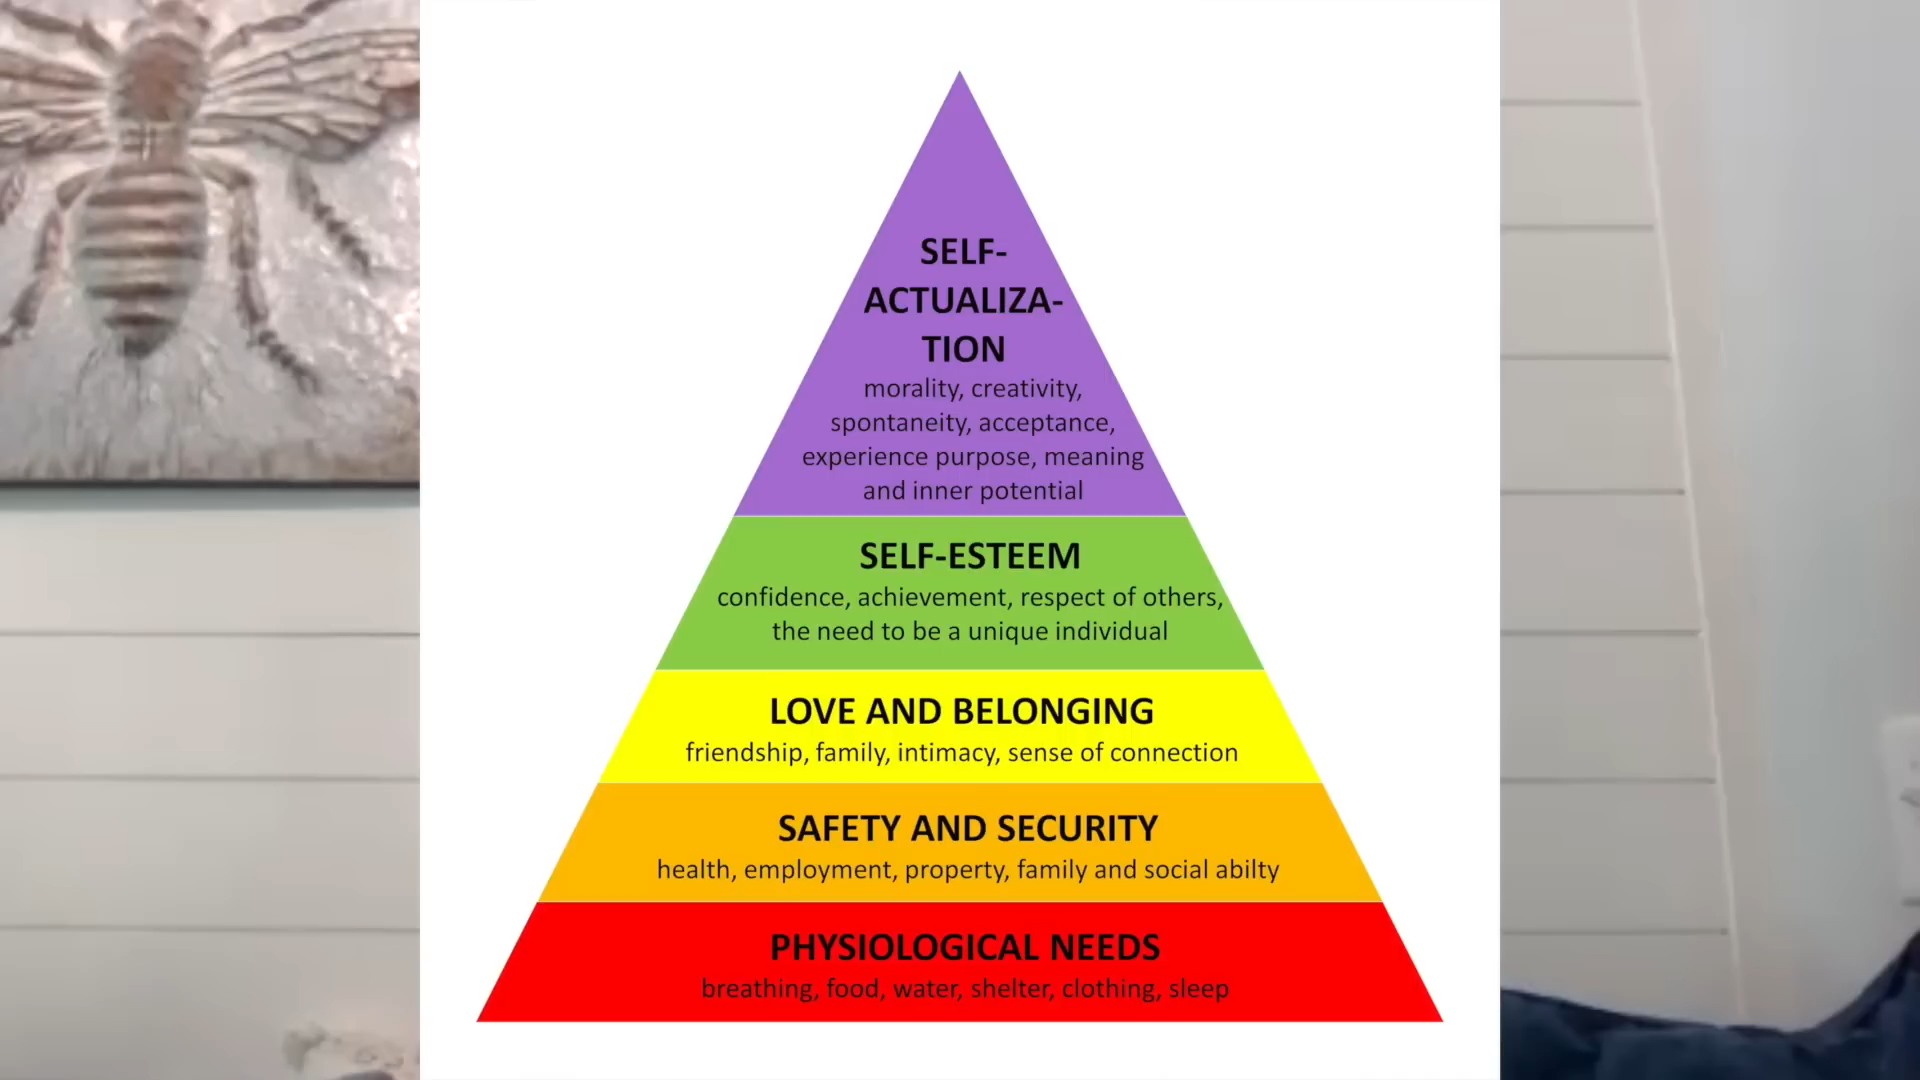 SELF-
ACTUALIZA-
TION
morality, creativity,
spontaneity, acceptance,
experience purpose, meaning
and inner potential
SELF-ESTEEM
confidence, achievement, respect of others,
the need to be a unique individual
LOVE AND BELONGING
friendship, family, intimacy, sense of connection
SAFETY AND SECURITY
health, employment, property, family and social abilty
PHYSIOLOGICAL NEEDS
breathing, food, water, shelter, clothing, sleep